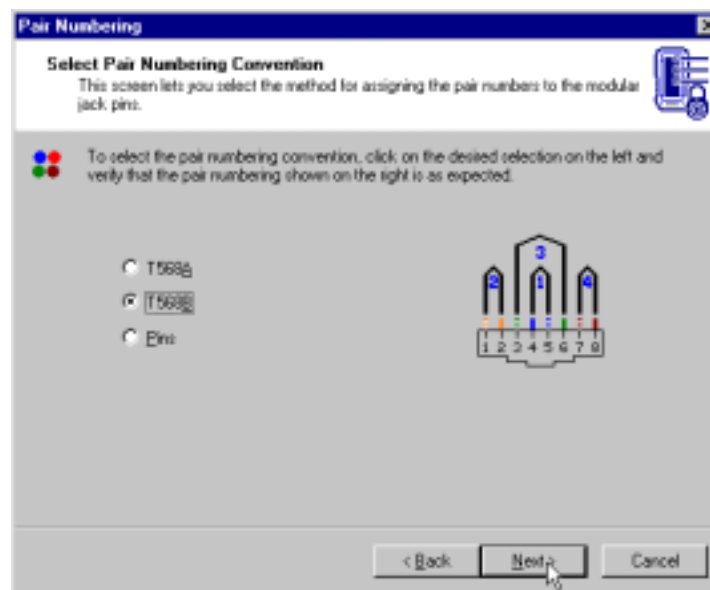 Pair Numbering
Select Pair Numbering Convention
This screen lets you select the method for assigning the pair numbers to the modular
jack pins.
To select the pair numbering convention, click on the desired selection on the left and
verify that the pair numbering shown on the right is as expected.
T568A
T568B
Pins
3
2 1 4
1 2 3 4 5 6 7 8
< Back Next > Cancel